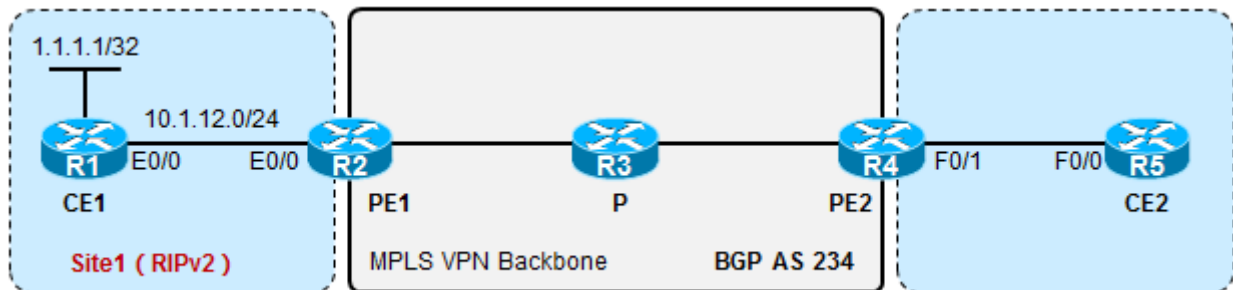 1.1.1.1/32
10.1.12.0/24
R1
E0/0
E0/0
R2
R3
R4
F0/1
F0/0
R5
CE1
PE1
P
PE2
CE2
Site1 ( RIPv2 )
MPLS VPN Backbone
BGP AS 234